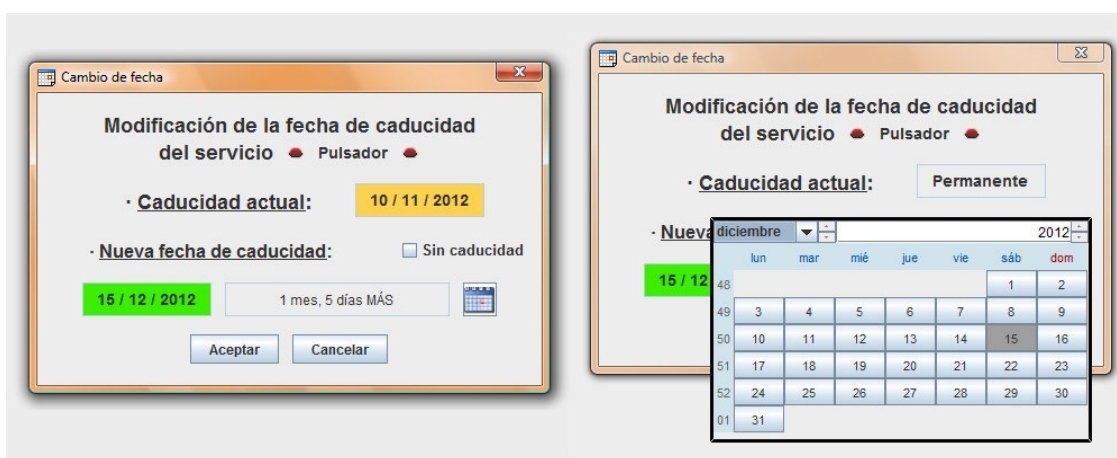 Cambio de fecha
Modificación de la fecha de caducidad
del servicio Pulsador
· Caducidad actual: 10 / 11 / 2012
· Nueva fecha de caducidad: Sin caducidad
15 / 12 / 2012 1 mes, 5 días MÁS
Aceptar Cancelar
Cambio de fecha
Modificación de la fecha de caducidad
del servicio Pulsador
· Caducidad actual: Permanente
· Nueva
15 / 12
diciembre 2012
lun mar mié jue vie sáb dom
48 1 2
49 3 4 5 6 7 8 9
50 10 11 12 13 14 15 16
51 17 18 19 20 21 22 23
52 24 25 26 27 28 29 30
01 31